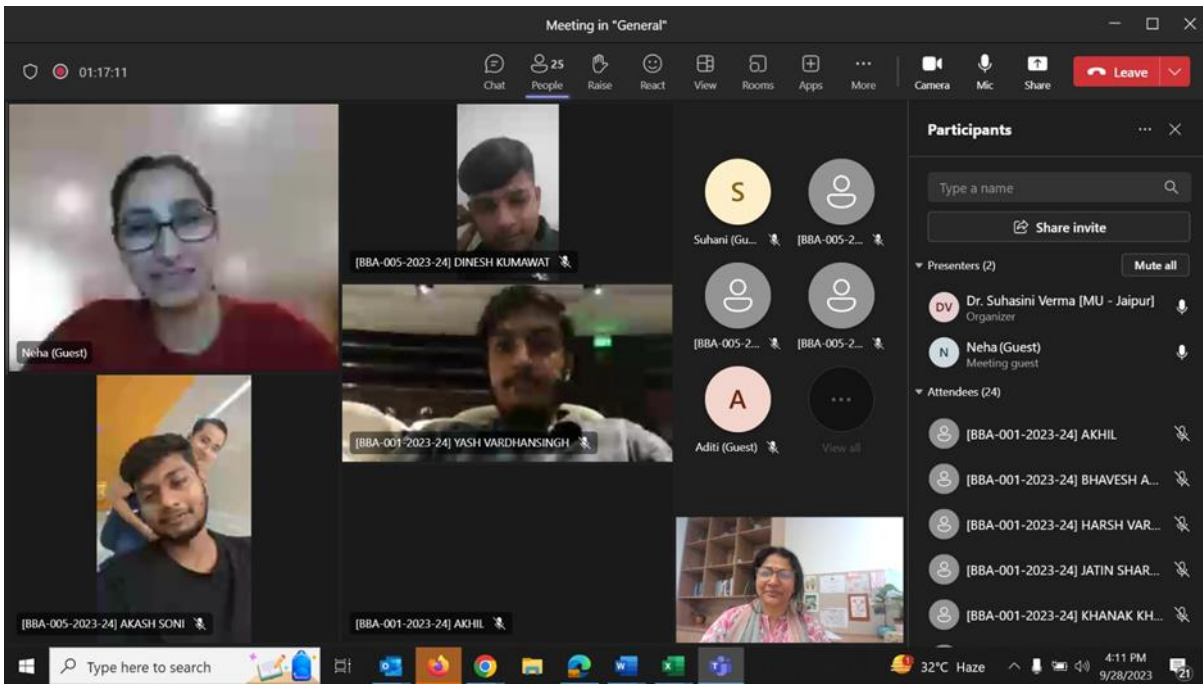 Meeting in "General"
01:17:11
Chat
25
People
Raise
React
View
Rooms
Apps
More
Camera
Mic
Share
Leave
Neha (Guest)
[BBA-005-2023-24] DINESH KUMAWAT
[BBA-001-2023-24] YASH VARDHANSINGH
[BBA-005-2023-24] AKASH SONI
[BBA-001-2023-24] AKHIL
S
Suhani (Gu...
[BBA-005-2...
[BBA-005-2...
[BBA-005-2...
A
Aditi (Guest)
View all
Participants
Type a name
Share invite
Presenters (2)
Mute all
DV
Dr. Suhasini Verma [MU - Jaipur]
Organizer
N
Neha (Guest)
Meeting guest
Attendees (24)
[BBA-001-2023-24] AKHIL
[BBA-001-2023-24] BHAVESH A...
[BBA-001-2023-24] HARSH VAR...
[BBA-001-2023-24] JATIN SHAR...
[BBA-001-2023-24] KHANAK KH...
Type here to search
32°C Haze
4:11 PM
9/28/2023
21